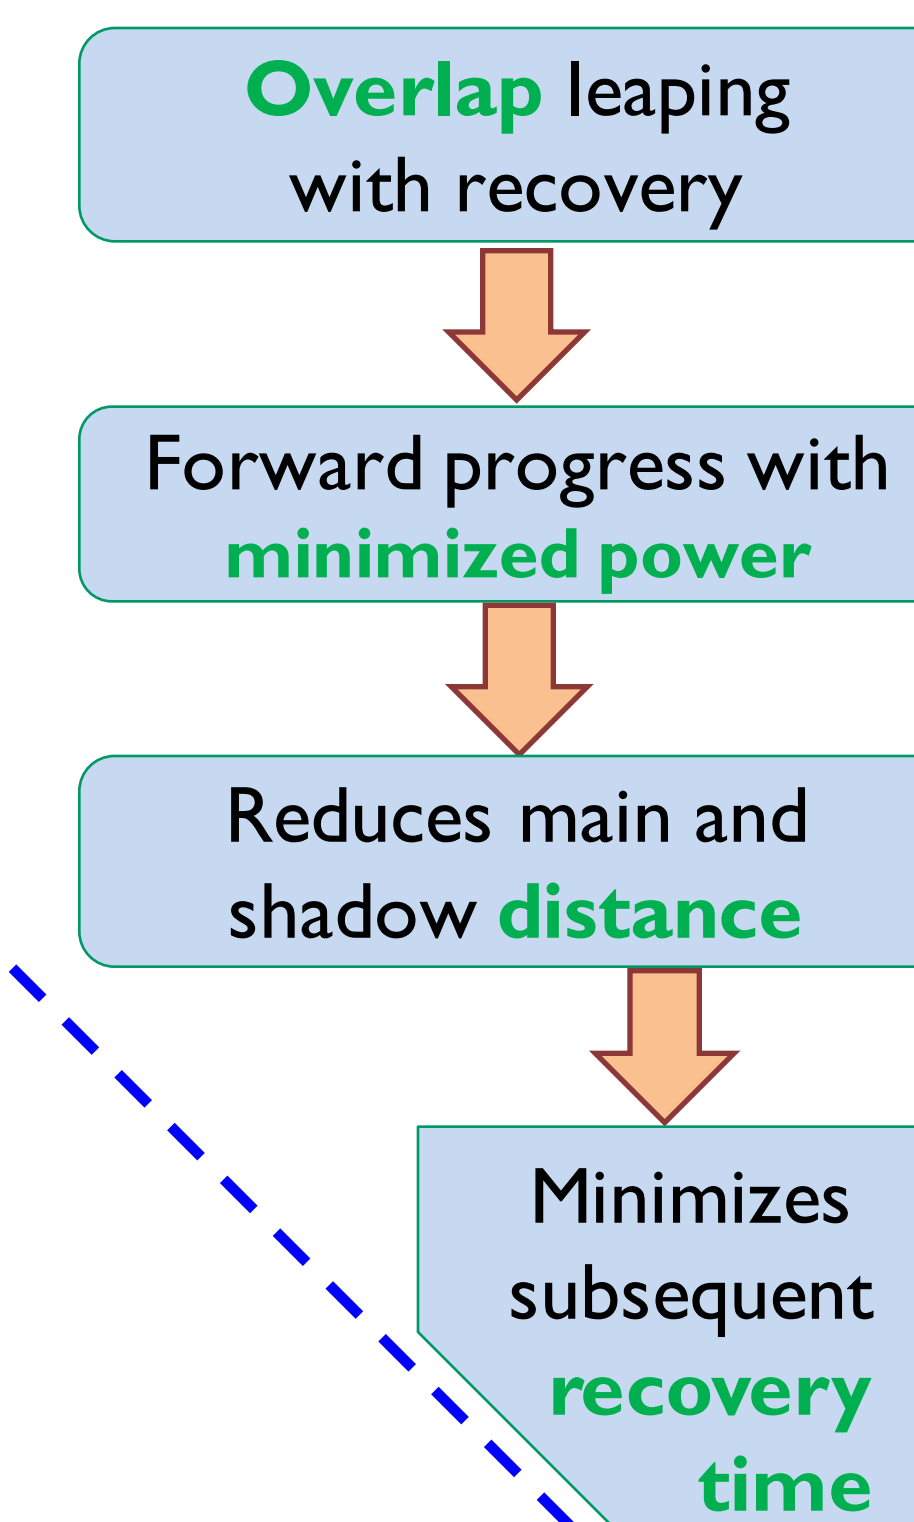 Overlap leaping
with recovery
Forward progress with
minimized power
Reduces main and
shadow distance
Minimizes
subsequent
recovery
time